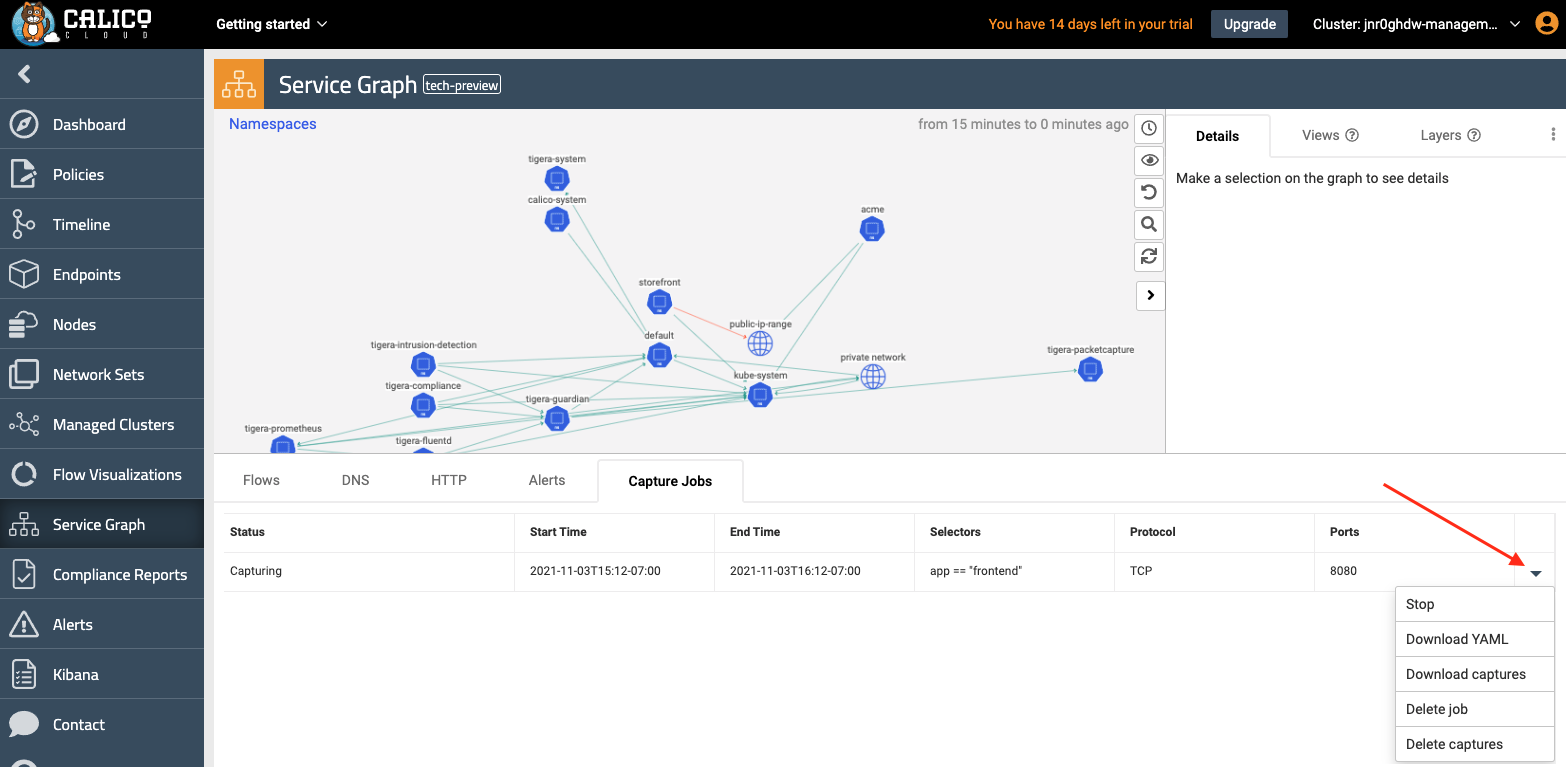 CALICO
CLOUD
Getting started
You have 14 days left in your trial
Upgrade
Cluster: jnr0ghdw-managem...
Dashboard
Policies
Timeline
Endpoints
Nodes
Network Sets
Managed Clusters
Flow Visualizations
Service Graph
Compliance Reports
Alerts
Kibana
Contact
Service Graph tech-preview
Namespaces
from 15 minutes to 0 minutes ago
tigera-system
calico-system
acme
storefront
public-ip-range
default
tigera-intrusion-detection
tigera-packetcapture
private network
kube-system
tigera-compliance
tigera-guardian
tigera-prometheus
tigera-fluentd
Details
Views
Layers
Make a selection on the graph to see details
Flows
DNS
HTTP
Alerts
Capture Jobs
Status Start Time End Time Selectors Protocol Ports
Capturing 2021-11-03T15:12-07:00 2021-11-03T16:12-07:00 app == "frontend" TCP 8080
Stop
Download YAML
Download captures
Delete job
Delete captures